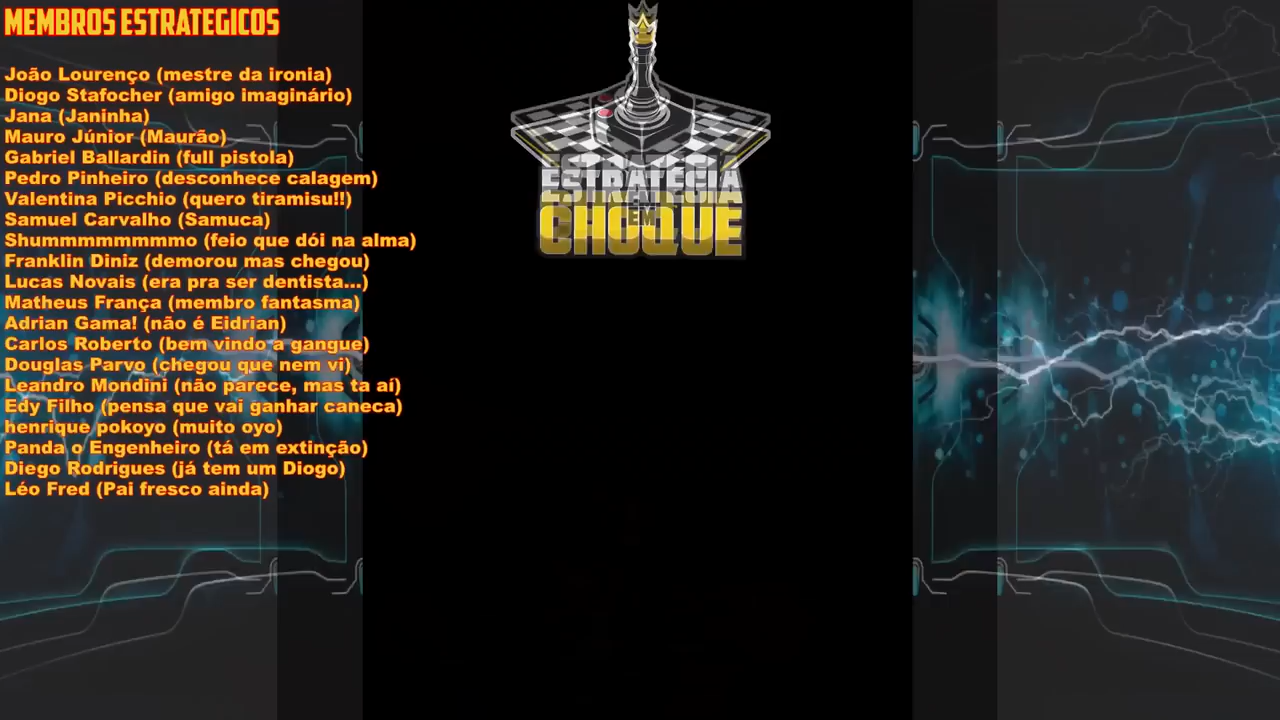 MEMBROS ESTRATEGICOS
João Lourenço (mestre da ironia)
Diogo Stafocher (amigo imaginário)
Jana (Janinha)
Mauro Júnior (Maurão)
Gabriel Ballardin (full pistola)
Pedro Pinheiro (desconhece calagem)
Valentina Picchio (quero tiramisu!!)
Samuel Carvalho (Samuca)
Shummmmmmmmo (feio que dói na alma)
Franklin Diniz (demorou mas chegou)
Lucas Novais (era pra ser dentista...)
Matheus França (membro fantasma)
Adrian Gama! (não é Eidrian)
Carlos Roberto (bem vindo a gangue)
Douglas Parvo (chegou que nem vi)
Leandro Mondini (não parece, mas ta aí)
Edy Filho (pensa que vai ganhar caneca)
henrique pokoyo (muito oyo)
Panda o Engenheiro (tá em extinção)
Diego Rodrigues (já tem um Diogo)
Léo Fred (Pai fresco ainda)
ESTRATÉGIA
EM
CHOQUE